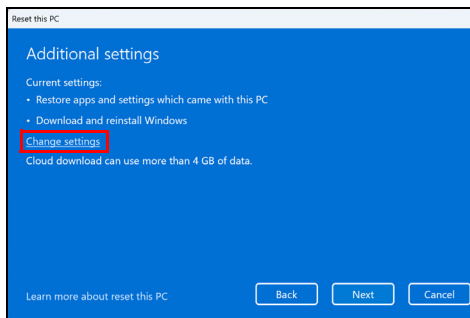 Reset this PC
Additional settings
Current settings:
• Restore apps and settings which came with this PC
• Download and reinstall Windows
Change settings
Cloud download can use more than 4 GB of data.
Learn more about reset this PC
Back
Next
Cancel